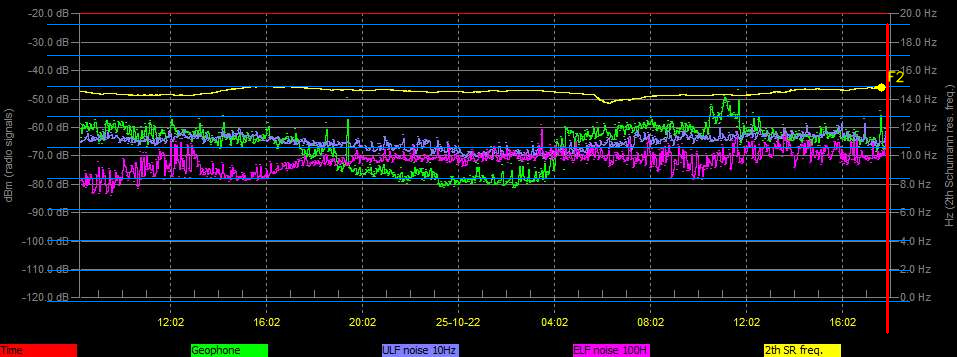 -20.0 dB 20.0 Hz
-30.0 dB 18.0 Hz
-40.0 dB 16.0 Hz
F2
-50.0 dB 14.0 Hz
-60.0 dB 12.0 Hz
-70.0 dB 10.0 Hz
-80.0 dB 8.0 Hz
-90.0 dB 6.0 Hz
-100.0 dB 4.0 Hz
-110.0 dB 2.0 Hz
-120.0 dB 0.0 Hz
dBm (radio signals)
Hz (2th Schumann res. freq.)
12:02 16:02 20:02 25-10-22 04:02 08:02 12:02 16:02
Time Geophone ULF noise 10Hz ELF noise 100H 2th SR freq.